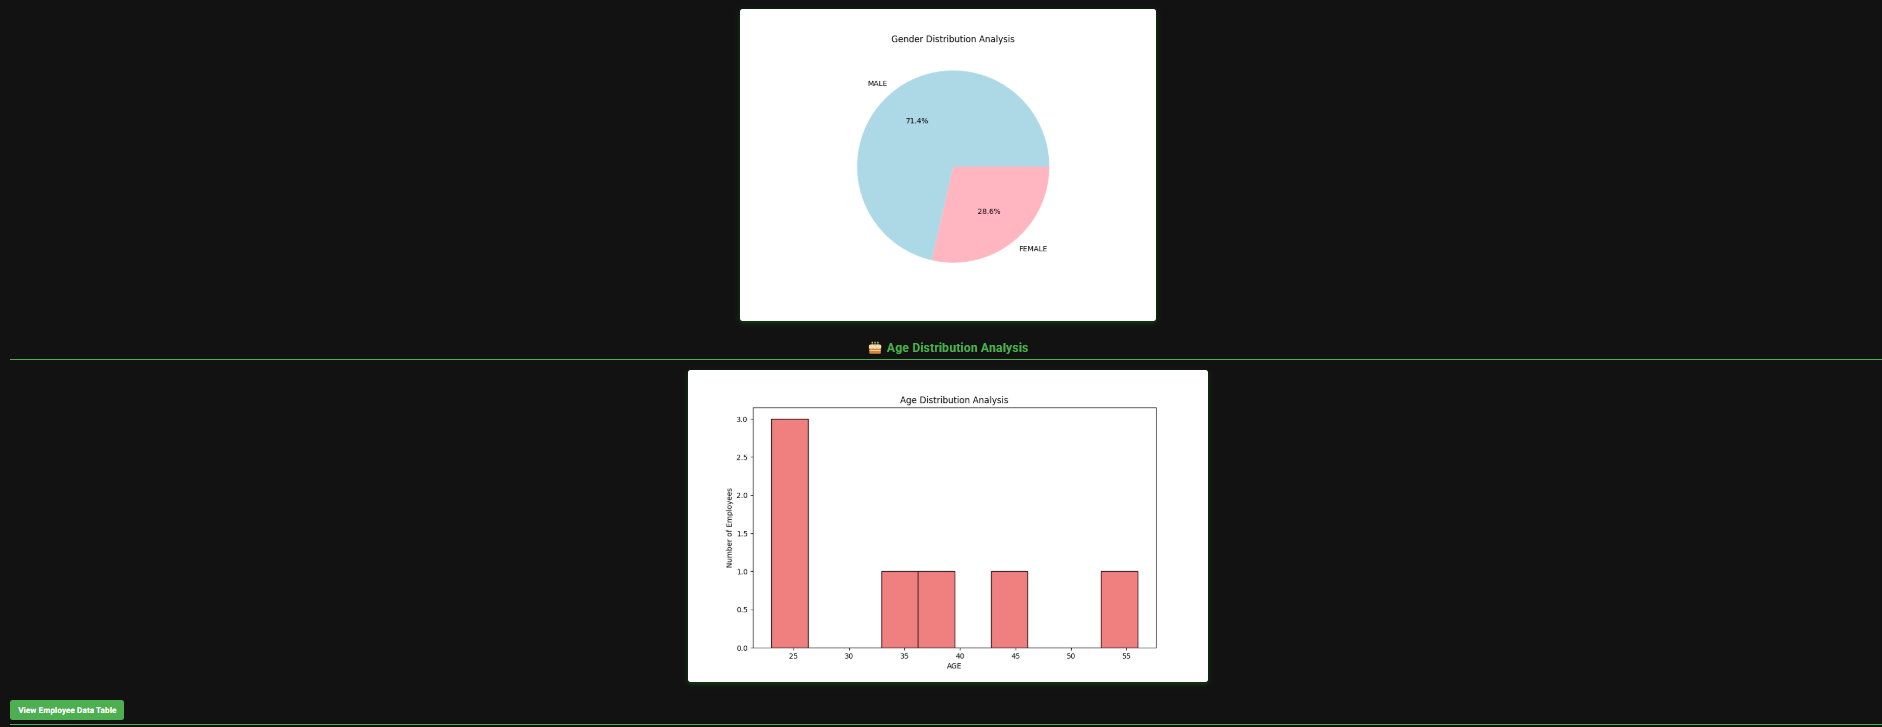 Gender Distribution Analysis
MALE
71.4%
28.6%
FEMALE
🎂 Age Distribution Analysis
Age Distribution Analysis
3.0
2.5
2.0
1.5
1.0
0.5
0.0
Number of Employees
25 30 35 40 45 50 55
AGE
View Employee Data Table